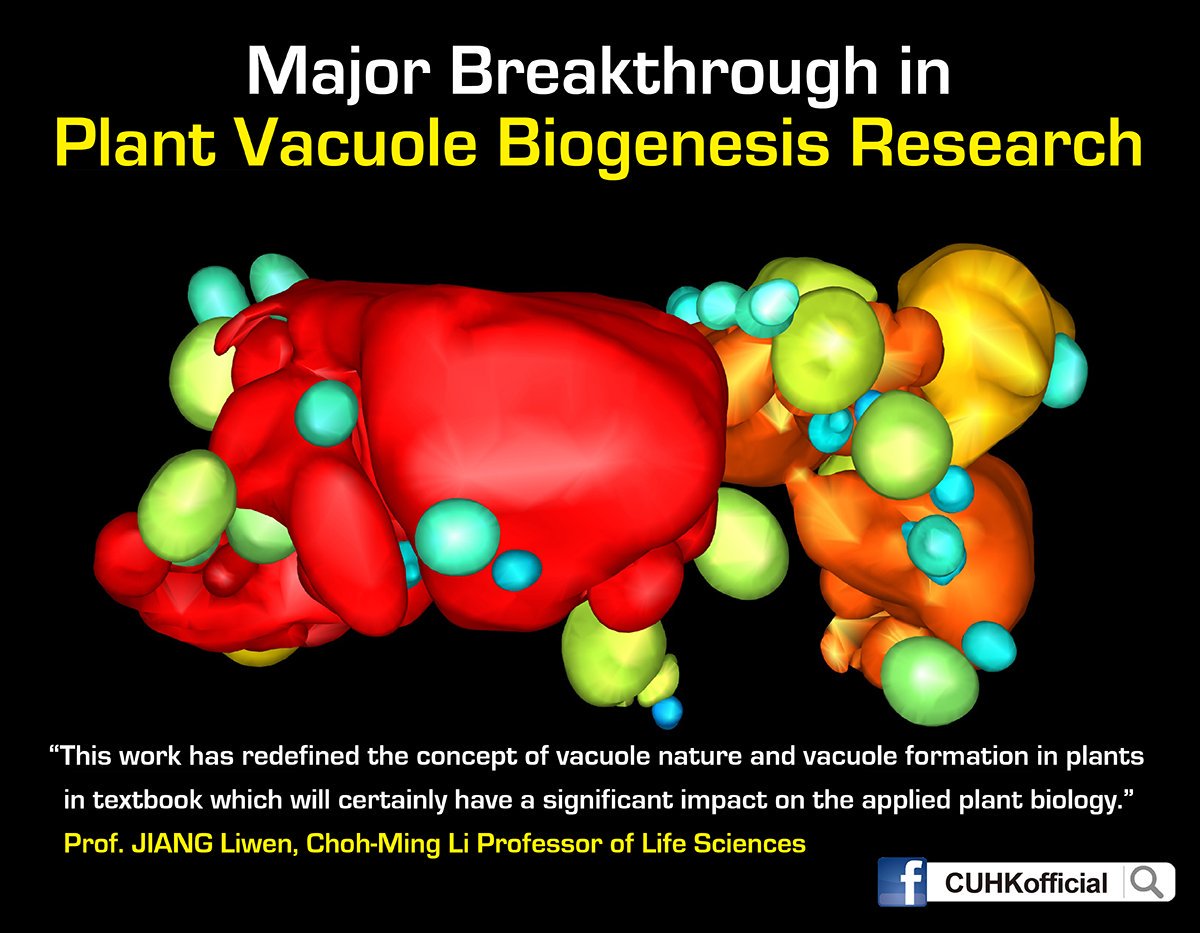 Major Breakthrough in
Plant Vacuole Biogenesis Research
“This work has redefined the concept of vacuole nature and vacuole formation in plants
in textbook which will certainly have a significant impact on the applied plant biology.”
Prof. JIANG Liwen, Choh-Ming Li Professor of Life Sciences
f CUHKofficial